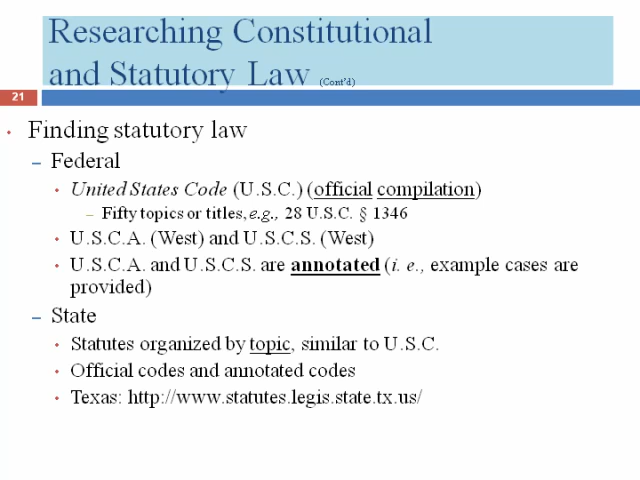 Researching Constitutional
and Statutory Law (Cont'd)
21
• Finding statutory law
– Federal
• United States Code (U.S.C.) (official compilation)
– Fifty topics or titles, e.g., 28 U.S.C. § 1346
• U.S.C.A. (West) and U.S.C.S. (West)
• U.S.C.A. and U.S.C.S. are annotated (i. e., example cases are
provided)
– State
• Statutes organized by topic, similar to U.S.C.
• Official codes and annotated codes
• Texas: http://www.statutes.legis.state.tx.us/